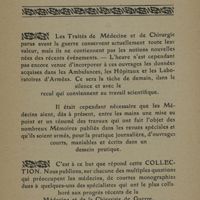 Les Traités de Médecine et de Chirurgie
parus avant la guerre conservent actuellement toute leur
valeur, mais ils ne contiennent pas les notions nouvelles
nées des récents événements. — L'heure n'est cependant
pas encore venue d'incorporer à ces ouvrages les données
acquises dans les Ambulances, les Hôpitaux et les Labo-
ratoires d'Armées. Ce sera la tâche de demain, dans le
silence et avec le
recul qui conviennent au travail scientifique.
Il était cependant nécessaire que les Mé-
decins aient, dès à présent, entre les mains une mise au
point et un résumé des travaux qui ont fait l'objet des
nombreux Mémoires publiés dans les revues spéciales et
qu'ils soient armés, pour la pratique journalière, d'ouvrages
courts, maniables et écrits dans un
dessein pratique.
C'est à ce but que répond cette COLLEC-
TION. Nous publions, sur chacune des multiples questions
qui préoccupent les médecins, de courtes monographies
dues à quelques-uns des spécialistes qui ont le plus colla-
boré aux progrès récents de la
Médecine et de la Chirurgie de Guerre.